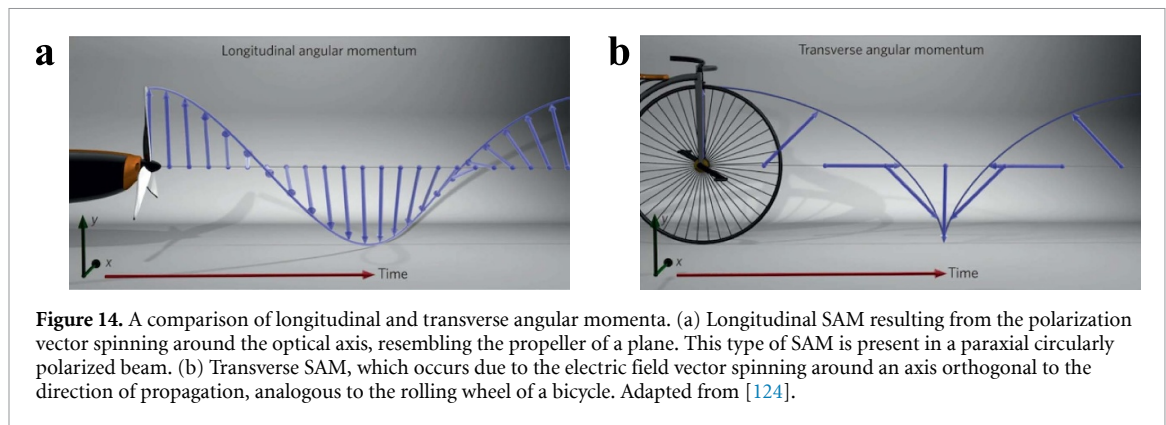 a
Longitudinal angular momentum
y
x
Time
b
Transverse angular momentum
y
x
Time
Figure 14. A comparison of longitudinal and transverse angular momenta. (a) Longitudinal SAM resulting from the polarization
vector spinning around the optical axis, resembling the propeller of a plane. This type of SAM is present in a paraxial circularly
polarized beam. (b) Transverse SAM, which occurs due to the electric field vector spinning around an axis orthogonal to the
direction of propagation, analogous to the rolling wheel of a bicycle. Adapted from [124].